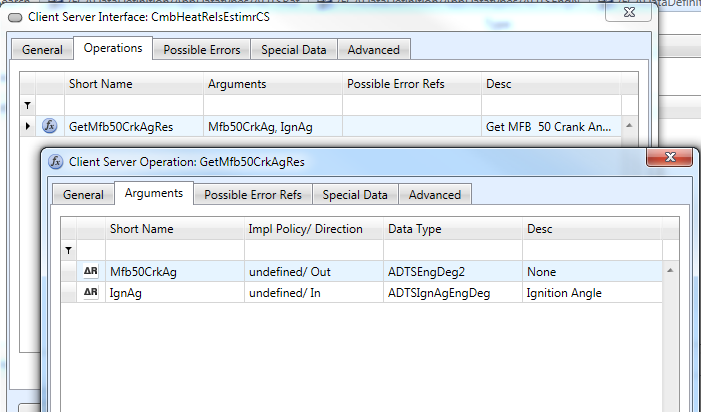 Client Server Interface: CmbHeatRelsEstimrCS
General Operations Possible Errors Special Data Advanced
Short Name Arguments Possible Error Refs Desc
GetMfb50CrkAgRes Mfb50CrkAg, IgnAg Get MFB 50 Crank An...
Client Server Operation: GetMfb50CrkAgRes
General Arguments Possible Error Refs Special Data Advanced
Short Name Impl Policy/ Direction Data Type Desc
AR Mfb50CrkAg undefined/ Out ADTSEngDeg2 None
AR IgnAg undefined/ In ADTSIgnAgEngDeg Ignition Angle